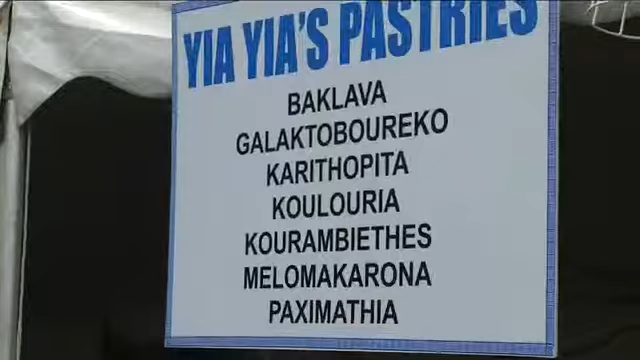 YIA YIA'S PASTRIES
BAKLAVA
GALAKTOBOUREKO
KARITHOPITA
KOULOURIA
KOURAMBIETHES
MELOMAKARONA
PAXIMATHIA